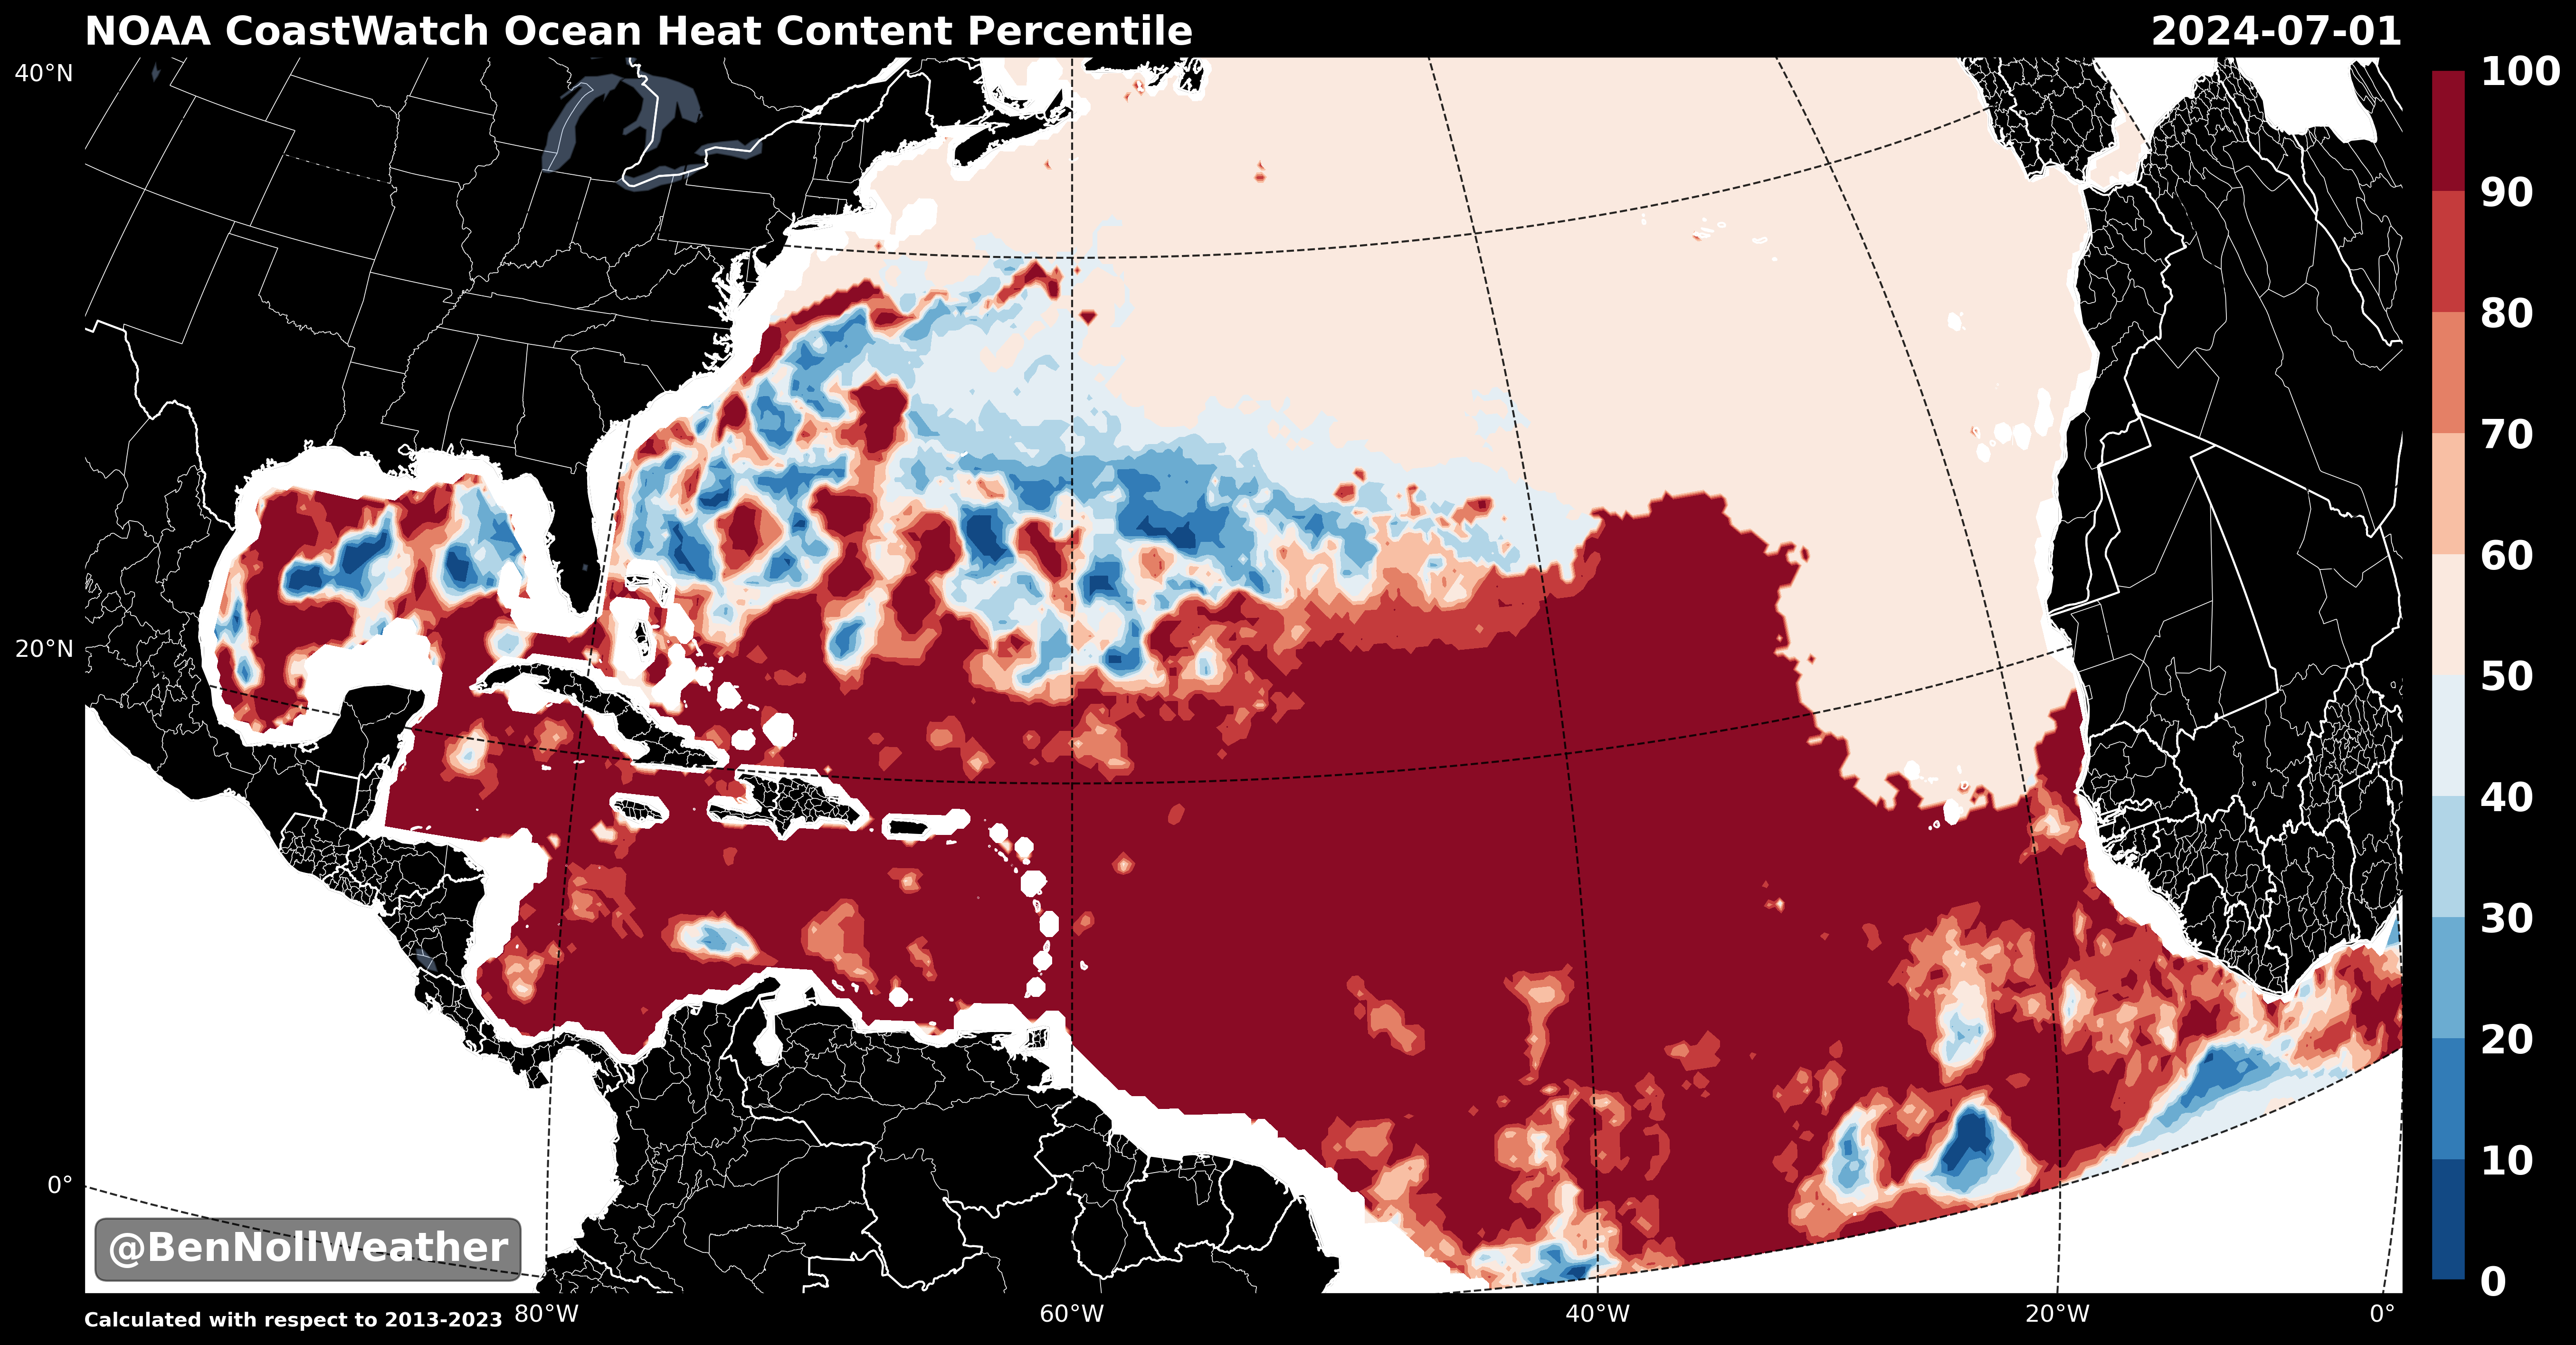 NOAA CoastWatch Ocean Heat Content Percentile
2024-07-01
40°N
20°N
0°
100
90
80
70
60
50
40
30
20
10
0
@BenNollWeather
Calculated with respect to 2013-2023
80°W
60°W
40°W
20°W
0°